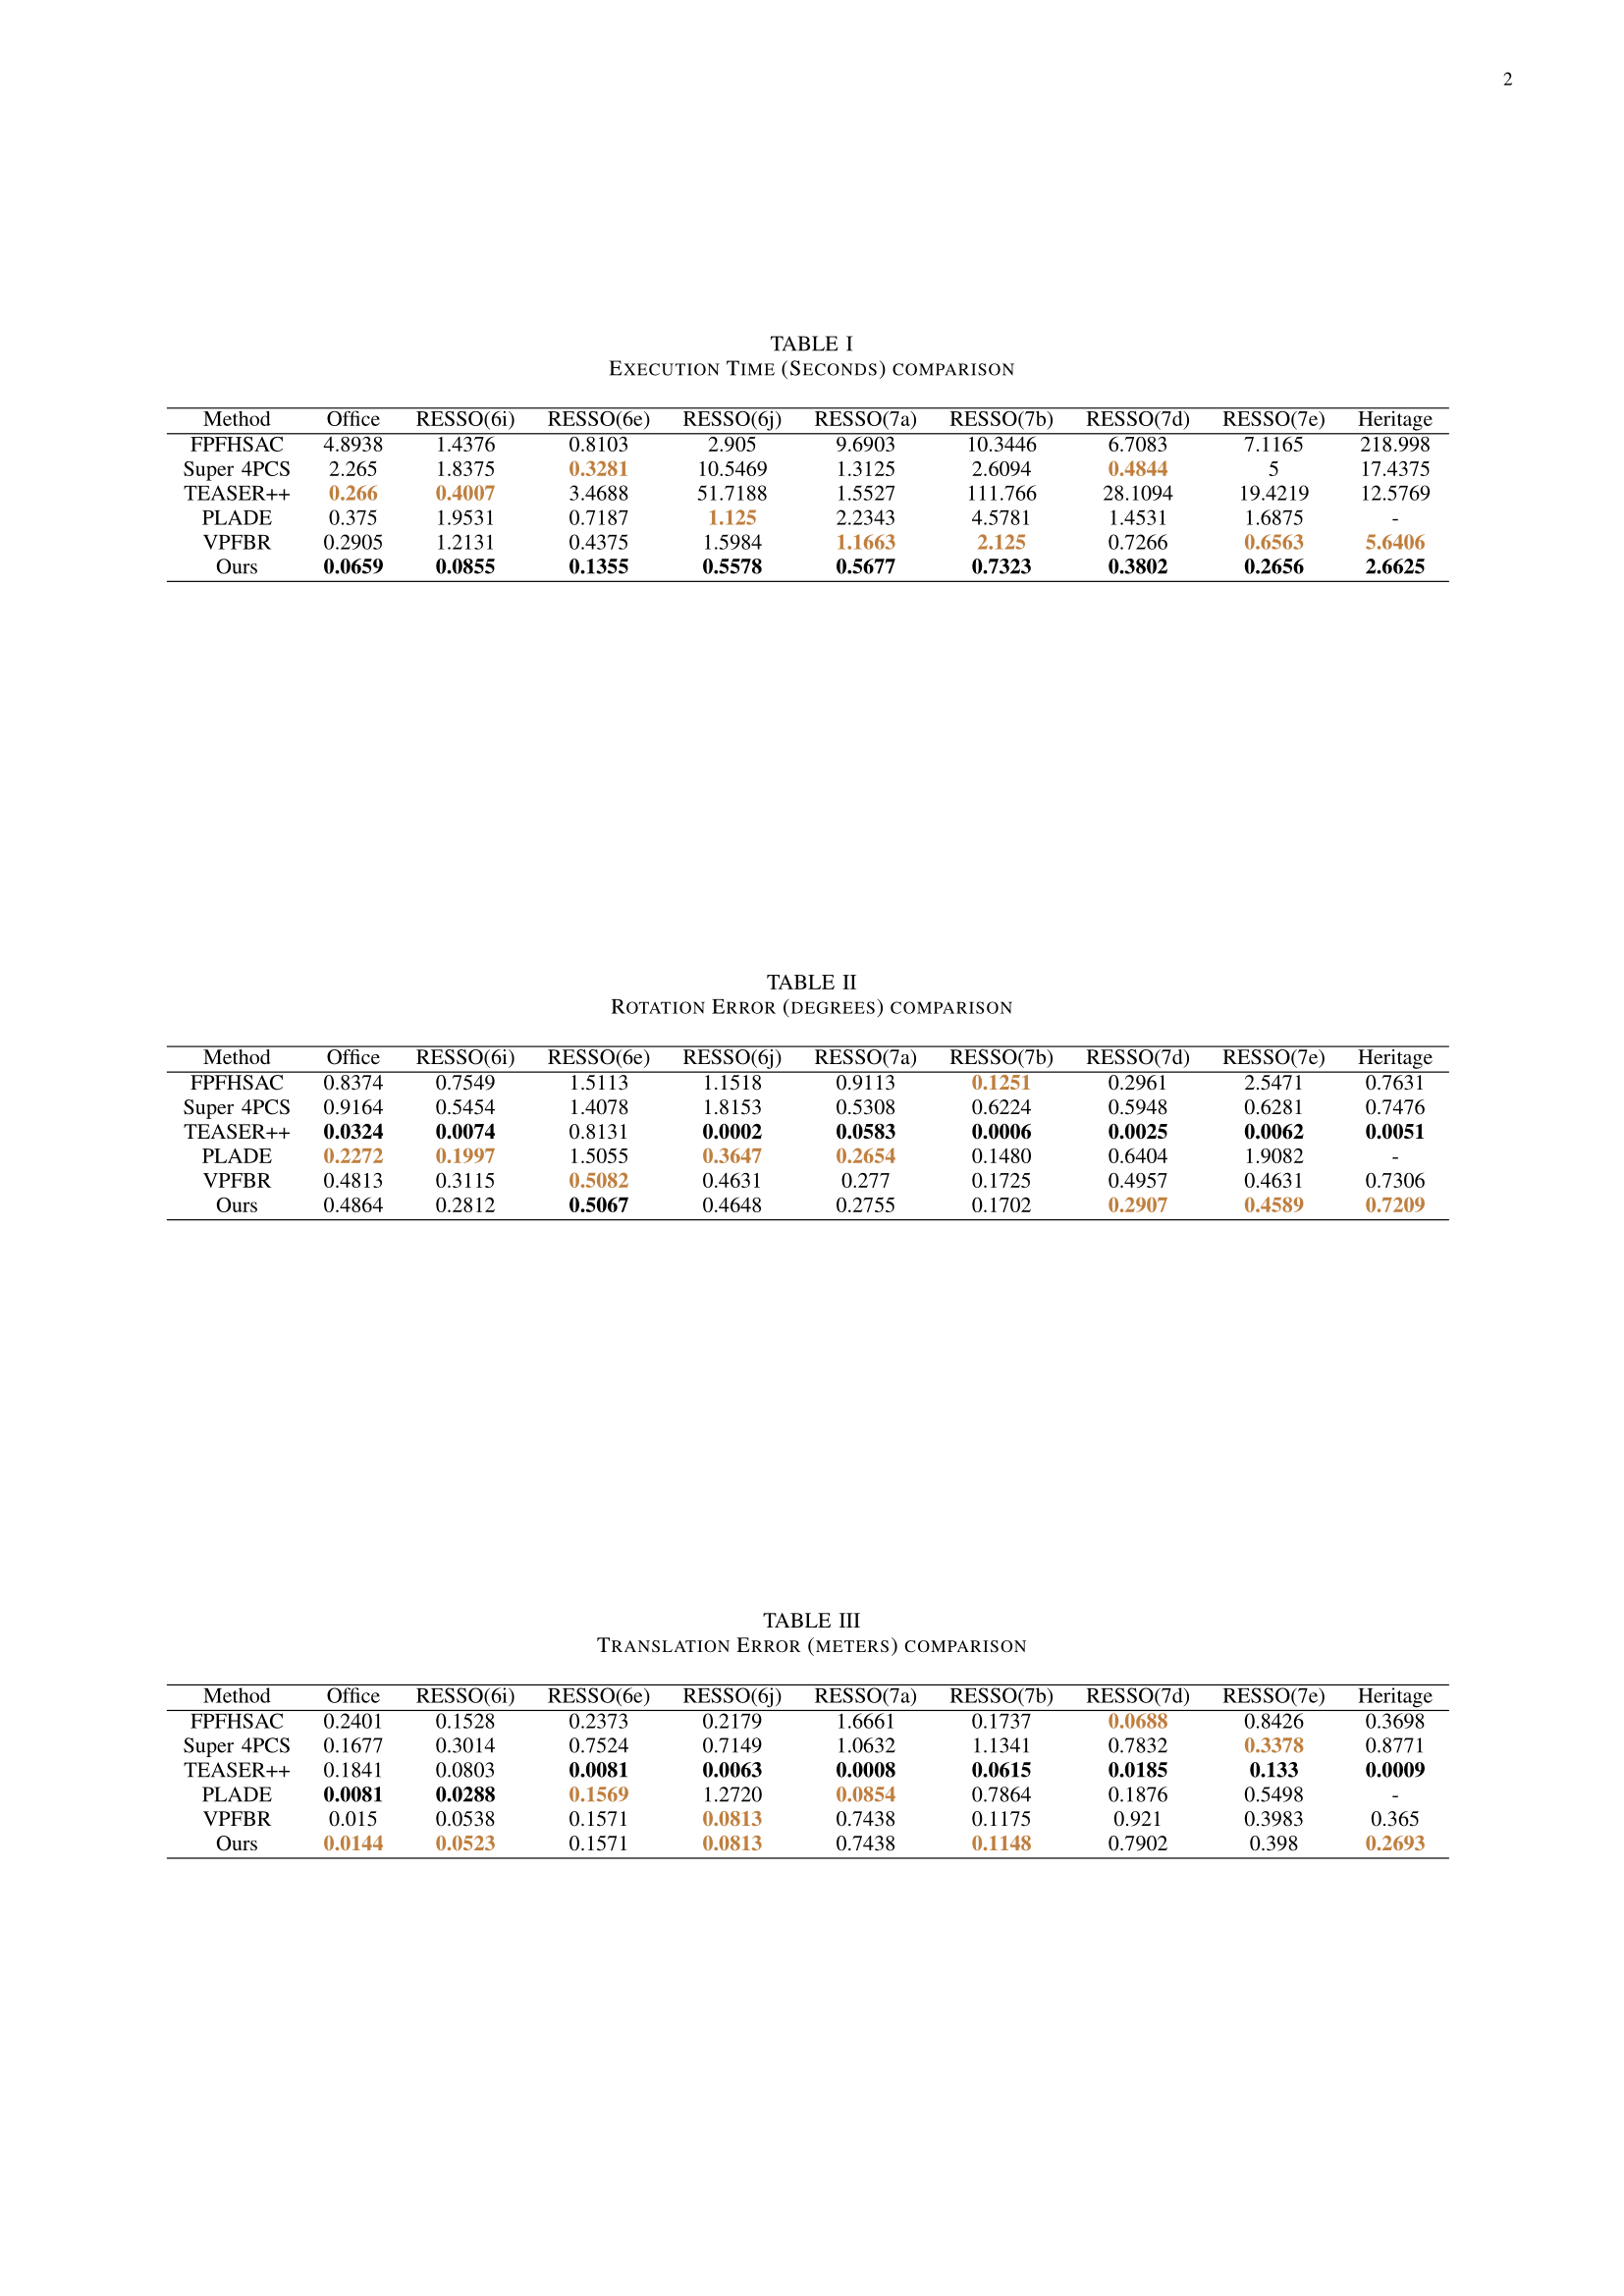 2
TABLE I
EXECUTION TIME (SECONDS) COMPARISON
Method Office RESSO(6i) RESSO(6e) RESSO(6j) RESSO(7a) RESSO(7b) RESSO(7d) RESSO(7e) Heritage
FPFHSAC 4.8938 1.4376 0.8103 2.905 9.6903 10.3446 6.7083 7.1165 218.998
Super 4PCS 2.265 1.8375 0.3281 10.5469 1.3125 2.6094 0.4844 5 17.4375
TEASER++ 0.266 0.4007 3.4688 51.7188 1.5527 111.766 28.1094 19.4219 12.5769
PLADE 0.375 1.9531 0.7187 1.125 2.2343 4.5781 1.4531 1.6875 -
VPFBR 0.2905 1.2131 0.4375 1.5984 1.1663 2.125 0.7266 0.6563 5.6406
Ours 0.0659 0.0855 0.1355 0.5578 0.5677 0.7323 0.3802 0.2656 2.6625
TABLE II
ROTATION ERROR (DEGREES) COMPARISON
Method Office RESSO(6i) RESSO(6e) RESSO(6j) RESSO(7a) RESSO(7b) RESSO(7d) RESSO(7e) Heritage
FPFHSAC 0.8374 0.7549 1.5113 1.1518 0.9113 0.1251 0.2961 2.5471 0.7631
Super 4PCS 0.9164 0.5454 1.4078 1.8153 0.5308 0.6224 0.5948 0.6281 0.7476
TEASER++ 0.0324 0.0074 0.8131 0.0002 0.0583 0.0006 0.0025 0.0062 0.0051
PLADE 0.2272 0.1997 1.5055 0.3647 0.2654 0.1480 0.6404 1.9082 -
VPFBR 0.4813 0.3115 0.5082 0.4631 0.277 0.1725 0.4957 0.4631 0.7306
Ours 0.4864 0.2812 0.5067 0.4648 0.2755 0.1702 0.2907 0.4589 0.7209
TABLE III
TRANSLATION ERROR (METERS) COMPARISON
Method Office RESSO(6i) RESSO(6e) RESSO(6j) RESSO(7a) RESSO(7b) RESSO(7d) RESSO(7e) Heritage
FPFHSAC 0.2401 0.1528 0.2373 0.2179 1.6661 0.1737 0.0688 0.8426 0.3698
Super 4PCS 0.1677 0.3014 0.7524 0.7149 1.0632 1.1341 0.7832 0.3378 0.8771
TEASER++ 0.1841 0.0803 0.0081 0.0063 0.0008 0.0615 0.0185 0.133 0.0009
PLADE 0.0081 0.0288 0.1569 1.2720 0.0854 0.7864 0.1876 0.5498 -
VPFBR 0.015 0.0538 0.1571 0.0813 0.7438 0.1175 0.921 0.3983 0.365
Ours 0.0144 0.0523 0.1571 0.0813 0.7438 0.1148 0.7902 0.398 0.2693